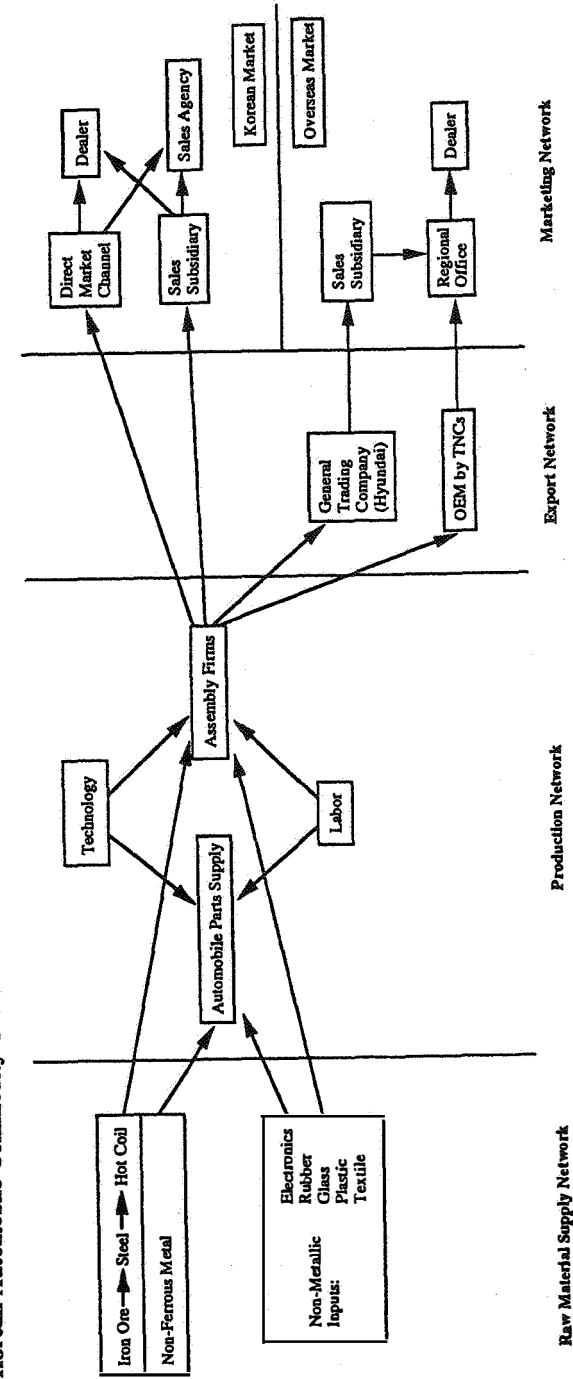 Korean Automobile Commodity
Iron Ore Steel Hot Coil
Non-Ferrous Metal
Non-Metallic
Inputs:
Electronics
Rubber
Glass
Plastic
Textile
Raw Material Supply Network
Technology
Automobile Parts Supply
Labor
Assembly Firms
Production Network
General
Trading
Company
(Hyundai)
OEM by TNCs
Export Network
Direct
Market
Channel
Dealer
Sales
Subsidiary
Sales Agency
Korean Market
Overseas Market
Sales
Subsidiary
Regional
Office
Dealer
Marketing Network